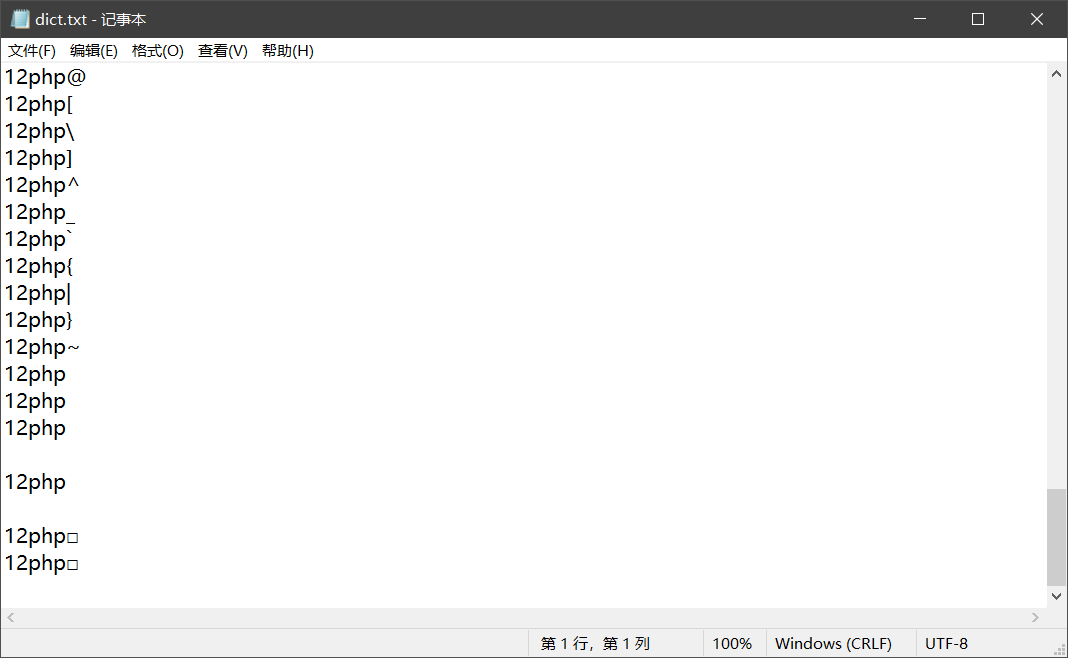 dict.txt - 记事本
文件(F) 编辑(E) 格式(O) 查看(V) 帮助(H)
12php@
12php[
12php\
12php]
12php^
12php_
12php`
12php{
12php|
12php}
12php~
12php
12php
12php
12php
12php□
12php□
第 1 行，第 1 列 100% Windows (CRLF) UTF-8